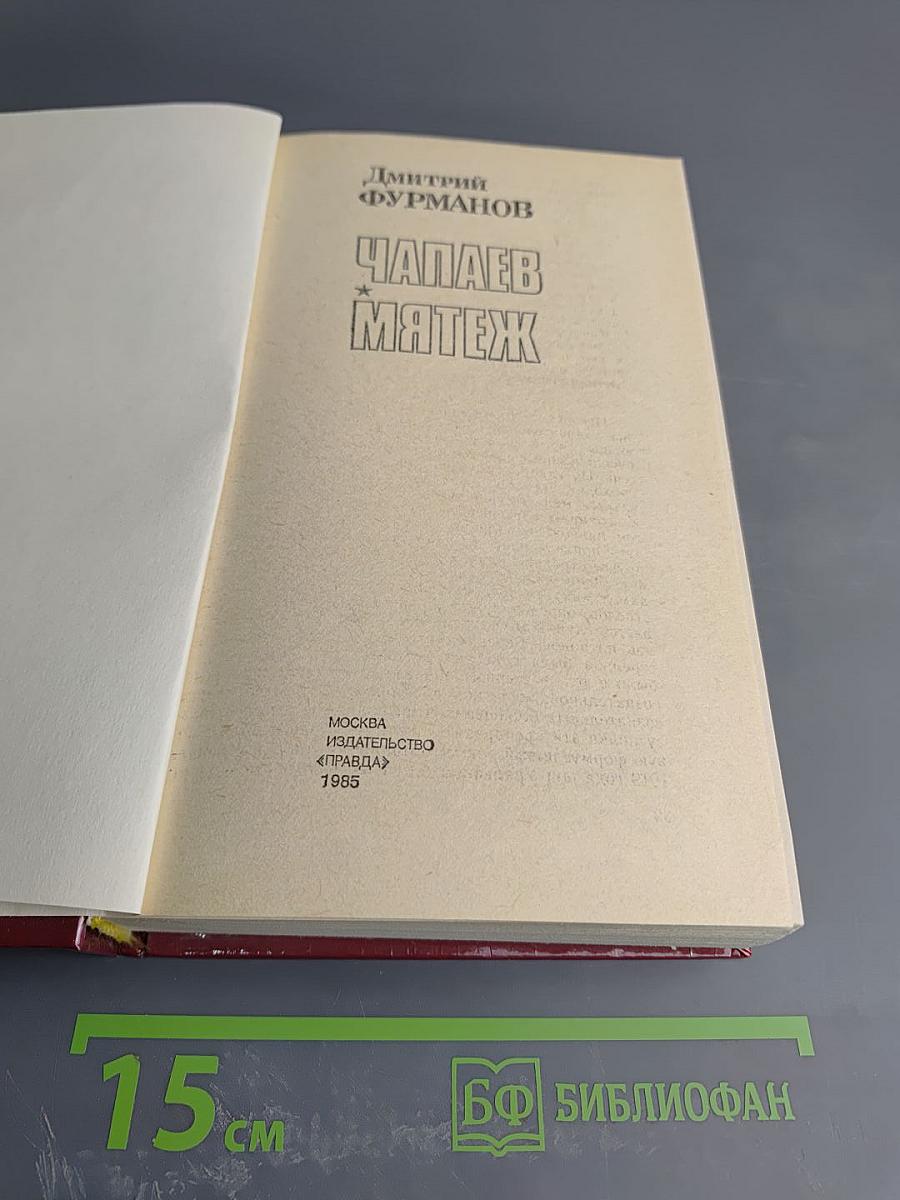 Дмитрий
ФУРМАНОВ
ЧАПАЕВ
МЯТЕЖ
МОСКВА
ИЗДАТЕЛЬСТВО
«ПРАВДА»
1985
15 см
БФ БИБЛИОФАН